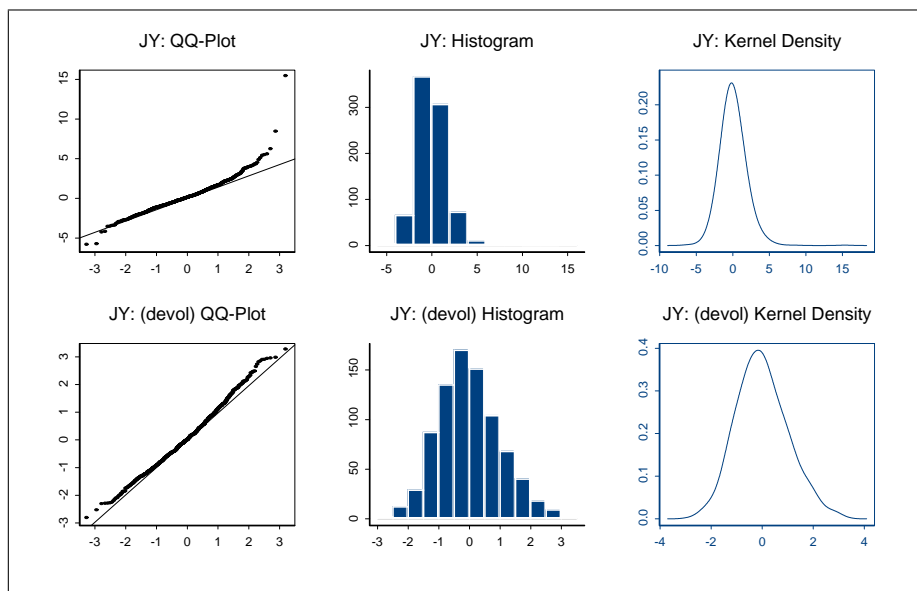 JY: QQ-Plot
15
10
5
0
-5
-3 -2 -1 0 1 2 3
JY: Histogram
300
100
0
-5 0 5 10 15
JY: Kernel Density
0.20
0.15
0.10
0.05
0.00
-10 -5 0 5 10 15
JY: (devol) QQ-Plot
3
2
1
0
-1
-2
-3
-3 -2 -1 0 1 2 3
JY: (devol) Histogram
150
100
50
0
-3 -2 -1 0 1 2 3
JY: (devol) Kernel Density
0.4
0.3
0.2
0.1
0.0
-4 -2 0 2 4